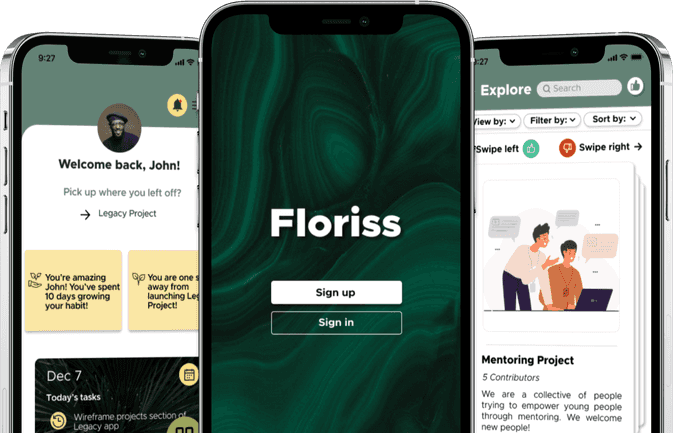 9:27
Welcome back, John!
Pick up where you left off?
→ Legacy Project
You're amazing
John! You've spent
10 days growing
your habit!
You are one s
away from
launching Leg
Project!
Dec 7
Today's tasks
Wireframe projects section of
Legacy app
Floriss
Sign up
Sign in
:27
Explore
Search
View by:
Filter by:
Sort by:
Swipe left
Swipe right →
Mentoring Project
5 Contributors
We are a collective of people
trying to empower young people
through mentoring. We welcome
new people!